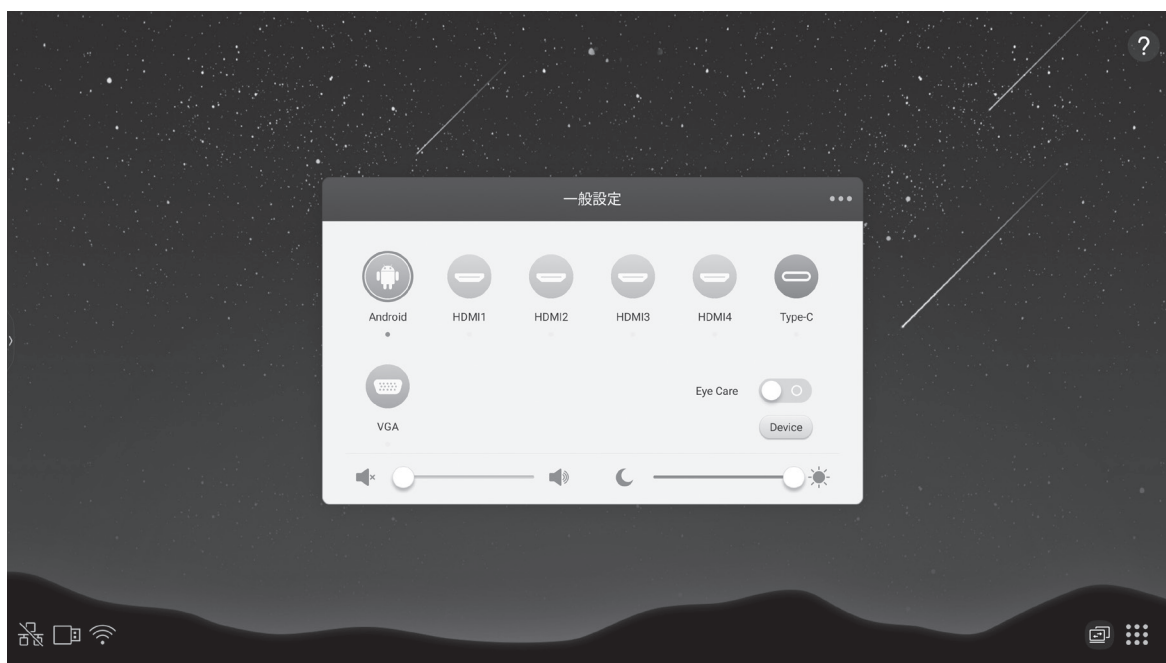 ?
一般設定
Android HDMI1 HDMI2 HDMI3 HDMI4 Type-C
VGA
Eye Care
Device